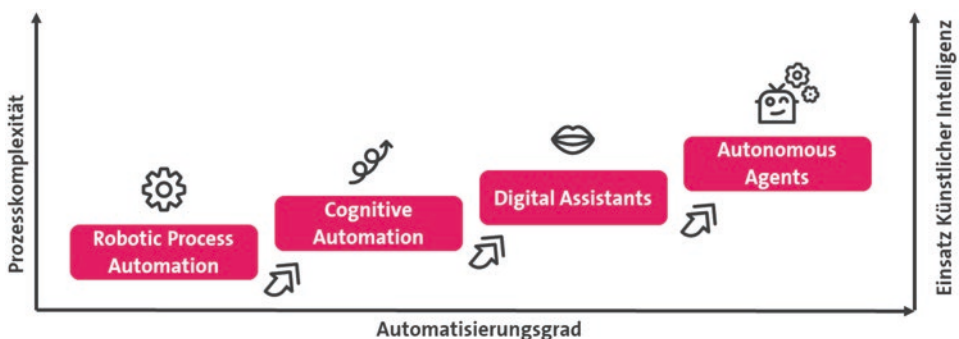 Prozesskomplexität
Robotic Process
Automation
Cognitive
Automation
Digital Assistants
Autonomous
Agents
Einsatz Künstlicher Intelligenz
Automatisierungsgrad